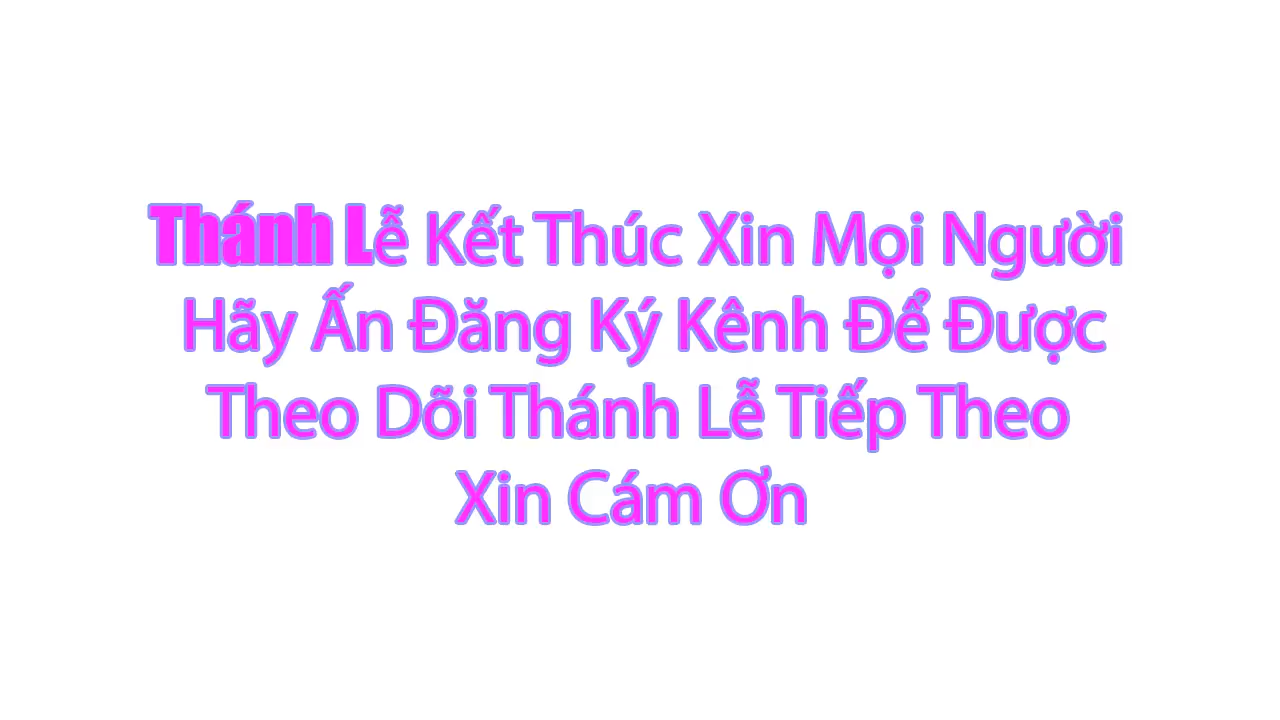 Thánh Lễ Kết Thúc Xin Mọi Người
Hãy Ấn Đăng Ký Kênh Để Được
Theo Dõi Thánh Lễ Tiếp Theo
Xin Cám Ơn